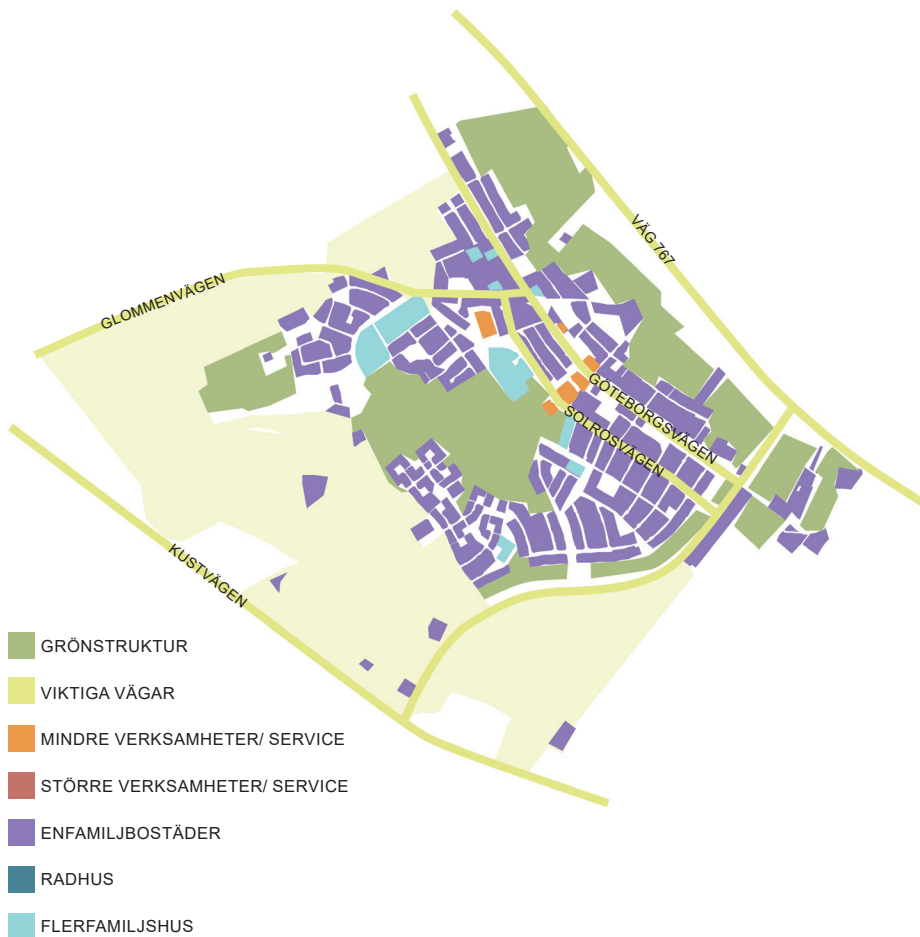 VÄG 767
GLOMMENVÄGEN
GÖTEBORGSVÄGEN
SOLROSVÄGEN
KUSTVÄGEN
GRÖNSTRUKTUR
VIKTIGA VÄGAR
MINDRE VERKSAMHETER/ SERVICE
STÖRRE VERKSAMHETER/ SERVICE
ENFAMILJBOSTÄDER
RADHUS
FLERFAMILJSHUS